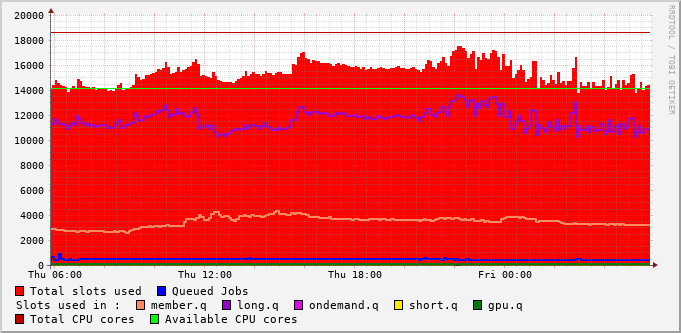 20000
18000
16000
14000
12000
10000
8000
6000
4000
2000
0
Thu 06:00 Thu 12:00 Thu 18:00 Fri 00:00
RRDTOOL / TOBI OETIKER
Total slots used Queued Jobs
Slots used in : member.q long.q ondemand.q short.q gpu.q
Total CPU cores Available CPU cores